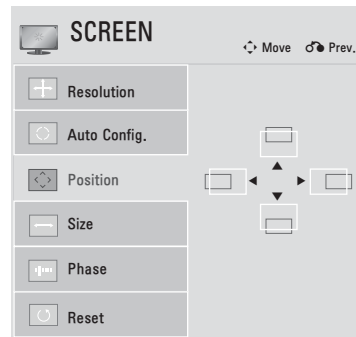 SCREEN
Move Prev.
Resolution
Auto Config.
Position
Size
Phase
Reset